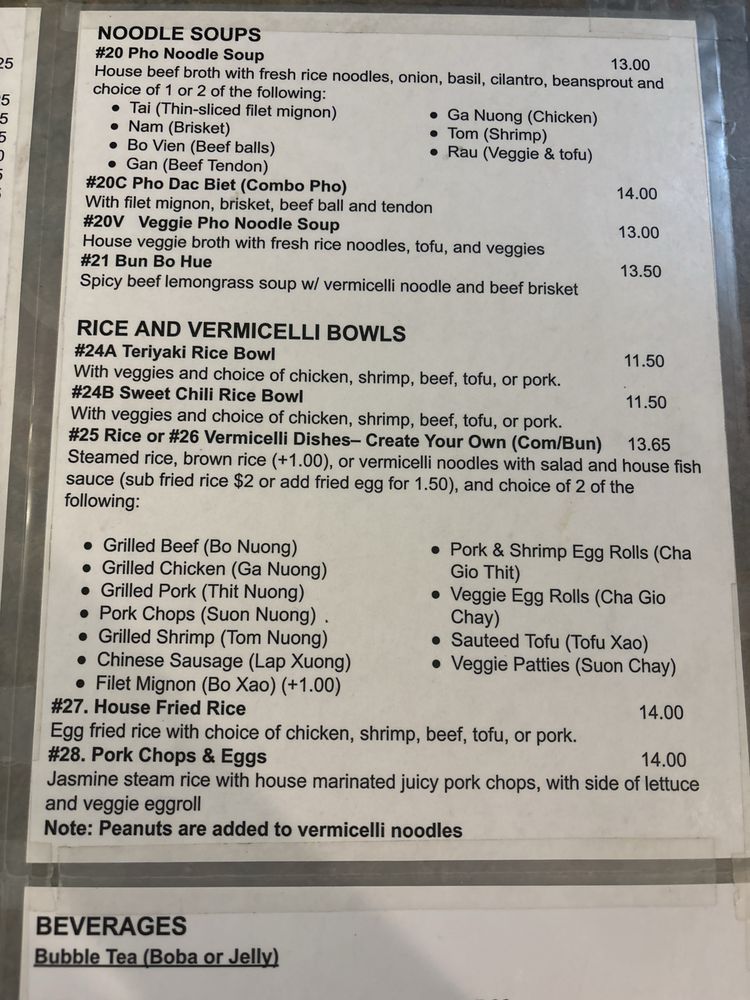 25
5
5
5
0
NOODLE SOUPS
#20 Pho Noodle Soup 13.00
House beef broth with fresh rice noodles, onion, basil, cilantro, beansprout and
choice of 1 or 2 of the following:
• Tai (Thin-sliced filet mignon)
• Nam (Brisket)
• Bo Vien (Beef balls)
• Gan (Beef Tendon)
• Ga Nuong (Chicken)
• Tom (Shrimp)
• Rau (Veggie & tofu)
#20C Pho Dac Biet (Combo Pho) 14.00
With filet mignon, brisket, beef ball and tendon
#20V Veggie Pho Noodle Soup 13.00
House veggie broth with fresh rice noodles, tofu, and veggies
#21 Bun Bo Hue 13.50
Spicy beef lemongrass soup w/ vermicelli noodle and beef brisket
RICE AND VERMICELLI BOWLS
#24A Teriyaki Rice Bowl 11.50
With veggies and choice of chicken, shrimp, beef, tofu, or pork.
#24B Sweet Chili Rice Bowl 11.50
With veggies and choice of chicken, shrimp, beef, tofu, or pork.
#25 Rice or #26 Vermicelli Dishes– Create Your Own (Com/Bun) 13.65
Steamed rice, brown rice (+1.00), or vermicelli noodles with salad and house fish
sauce (sub fried rice $2 or add fried egg for 1.50), and choice of 2 of the
following:
• Grilled Beef (Bo Nuong)
• Grilled Chicken (Ga Nuong)
• Grilled Pork (Thit Nuong)
• Pork Chops (Suon Nuong) .
• Grilled Shrimp (Tom Nuong)
• Chinese Sausage (Lap Xuong)
• Filet Mignon (Bo Xao) (+1.00)
• Pork & Shrimp Egg Rolls (Cha
Gio Thit)
• Veggie Egg Rolls (Cha Gio
Chay)
• Sauteed Tofu (Tofu Xao)
• Veggie Patties (Suon Chay)
#27. House Fried Rice 14.00
Egg fried rice with choice of chicken, shrimp, beef, tofu, or pork.
#28. Pork Chops & Eggs 14.00
Jasmine steam rice with house marinated juicy pork chops, with side of lettuce
and veggie eggroll
Note: Peanuts are added to vermicelli noodles
BEVERAGES
Bubble Tea (Boba or Jelly)